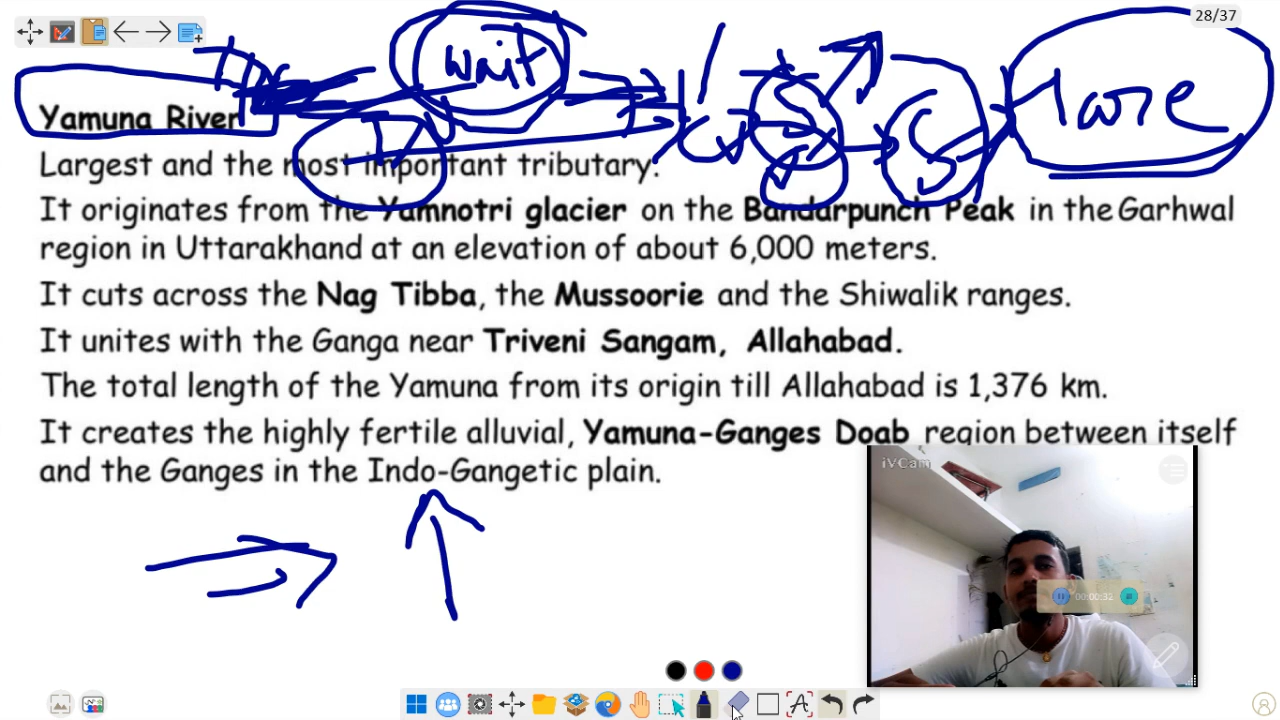 28/37
wait
Yamuna River
Largest and the most important tributary.
It originates from the Yamnotri glacier on the Bandarpunch Peak in the Garhwal
region in Uttarakhand at an elevation of about 6,000 meters.
It cuts across the Nag Tibba, the Mussoorie and the Shiwalik ranges.
It unites with the Ganga near Triveni Sangam, Allahabad.
The total length of the Yamuna from its origin till Allahabad is 1,376 km.
It creates the highly fertile alluvial, Yamuna-Ganges Doab region between itself
and the Ganges in the Indo-Gangetic plain.
iVCam
00:00:32